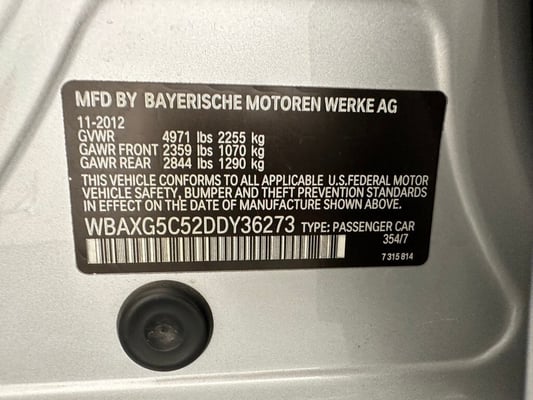 MFD BY BAYERISCHE MOTOREN WERKE AG
11-2012
GVWR 4971 lbs 2255 kg
GAWR FRONT 2359 lbs 1070 kg
GAWR REAR 2844 lbs 1290 kg
THIS VEHICLE CONFORMS TO ALL APPLICABLE U.S.FEDERAL MOTOR
VEHICLE SAFETY, BUMPER AND THEFT PREVENTION STANDARDS
IN EFFECT ON THE DATE OF MANUFACTURE SHOWN ABOVE.
WBAXG5C52DDY36273 TYPE: PASSENGER CAR
354/7
7 315 814